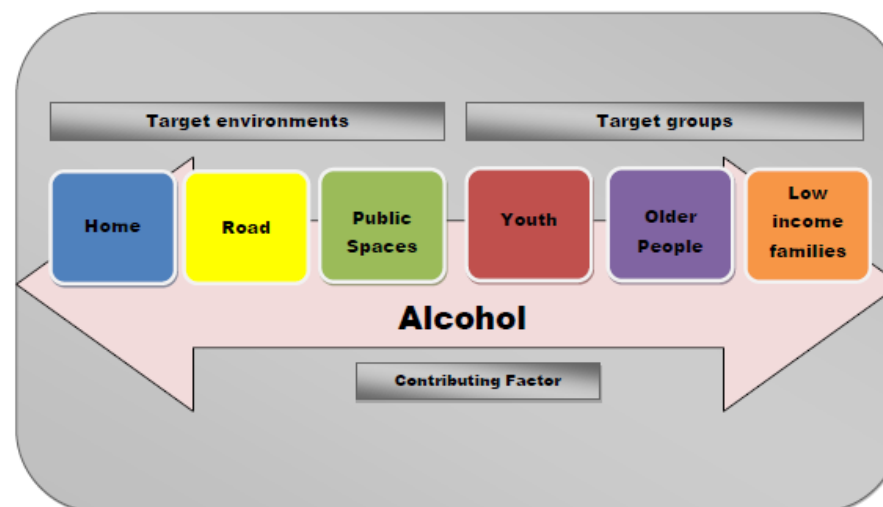 Target environments
Target groups
Home
Road
Public
Spaces
Youth
Older
People
Low
income
families
Alcohol
Contributing Factor